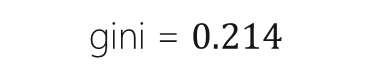 gini = 0.214